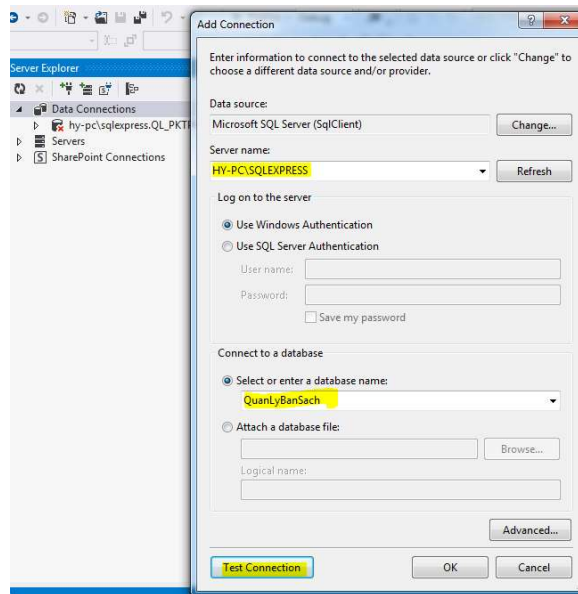 Add Connection
Server Explorer
Data Connections
hy-pc\sqlexpress.QL_PKT
Servers
SharePoint Connections
Enter information to connect to the selected data source or click "Change" to
choose a different data source and/or provider.
Data source:
Microsoft SQL Server (SqlClient)
Change...
Server name:
HY-PC\SQLEXPRESS
Refresh
Log on to the server
Use Windows Authentication
Use SQL Server Authentication
User name:
Password:
Save my password
Connect to a database
Select or enter a database name:
QuanLyBanSach
Attach a database file:
Browse...
Logical name:
Advanced...
Test Connection
OK
Cancel